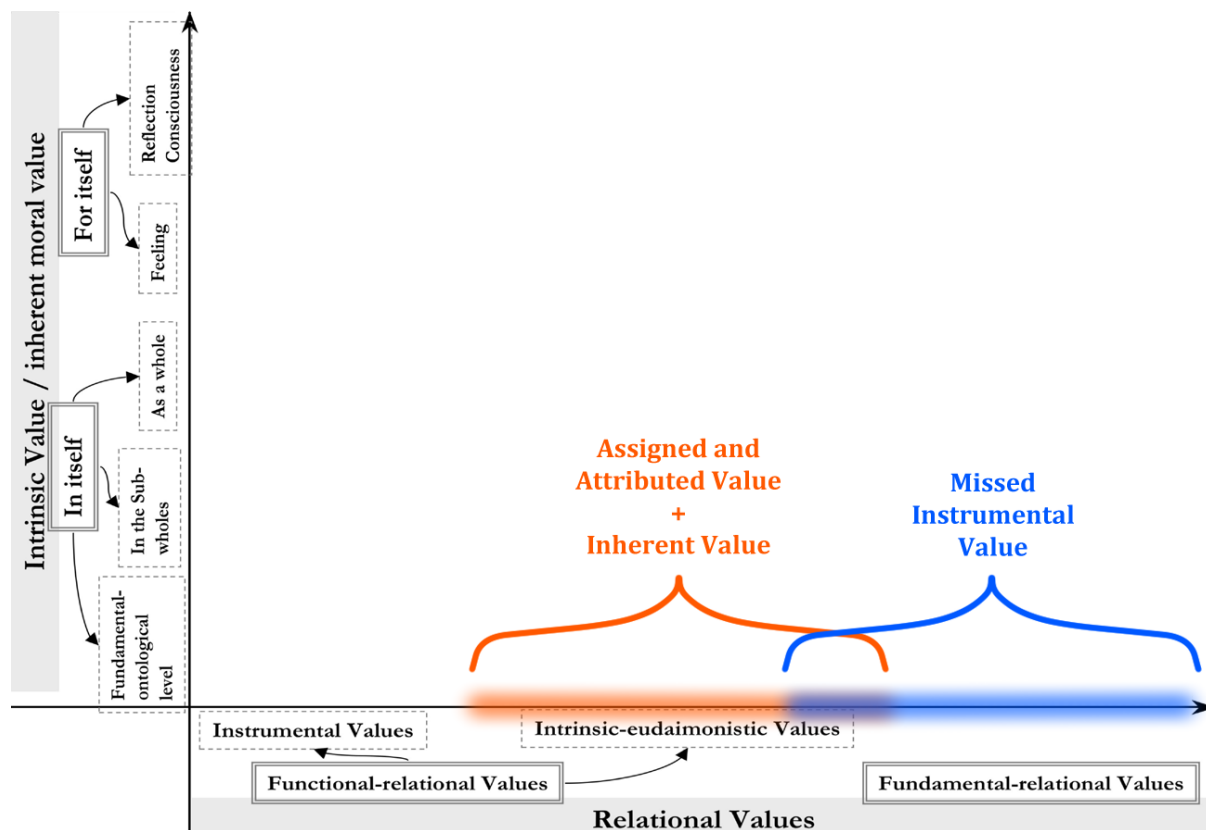 Intrinsic Value / inherent moral value
For itself
In itself
Reflection
Consciousness
Feeling
As a whole
In the Sub-
wholes
Fundamental-
ontological
level
Assigned and
Attributed Value
+
Inherent Value
Missed
Instrumental
Value
Instrumental Values
Intrinsic-eudaimonistic Values
Functional-relational Values
Fundamental-relational Values
Relational Values